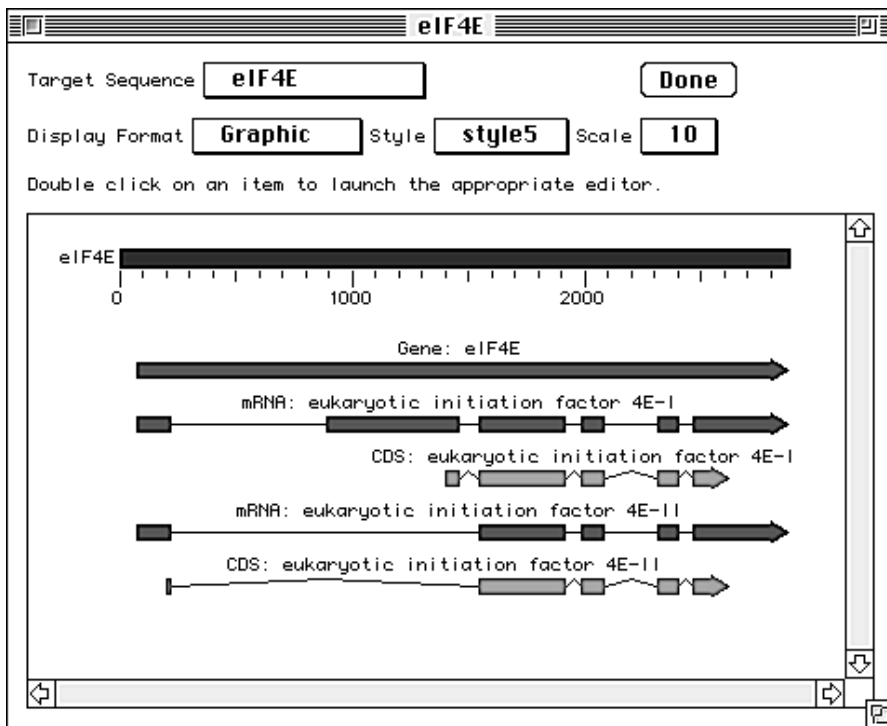 eIF4E
Target Sequence eIF4E Done
Display Format Graphic Style style5 Scale 10
Double click on an item to launch the appropriate editor.
eIF4E
0 1000 2000
Gene: eIF4E
mRNA: eukaryotic initiation factor 4E-I
CDS: eukaryotic initiation factor 4E-I
mRNA: eukaryotic initiation factor 4E-II
CDS: eukaryotic initiation factor 4E-II